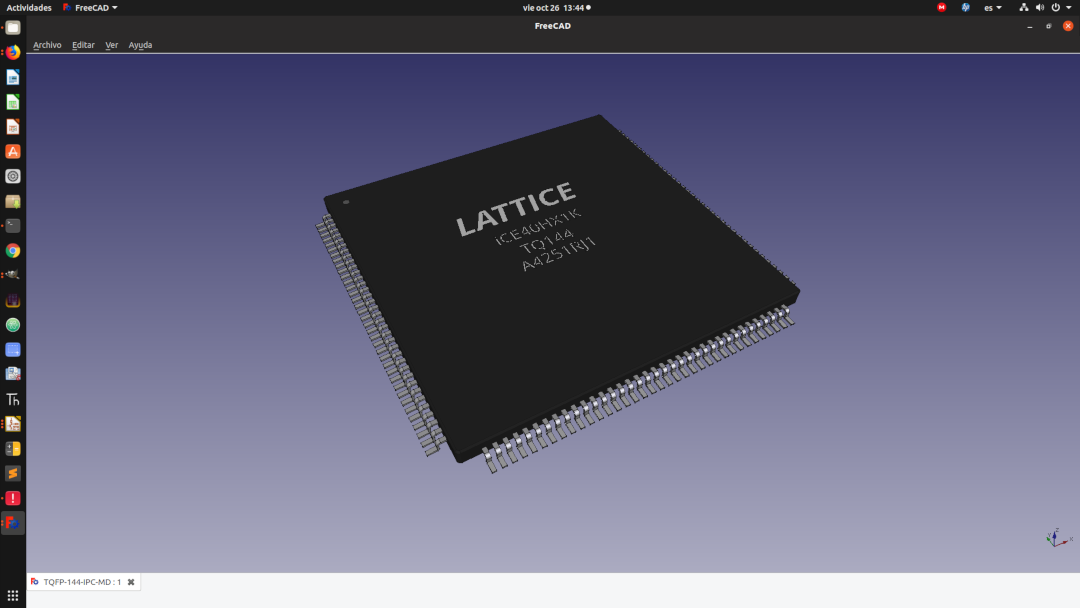 Actividades FreeCAD vie oct 26 13:44 es
FreeCAD
Archivo Editar Ver Ayuda
LATTICE
iCE40HX1K
TQ144
A4251RJ1
TQFP-144-IPC-MD : 1